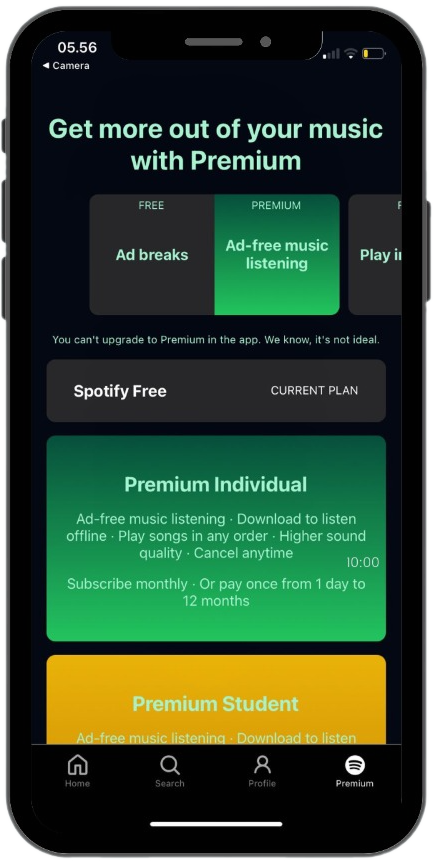 05.56
◀ Camera
Get more out of your music
with Premium
FREE
Ad breaks
PREMIUM
Ad-free music
listening
F
Play in
You can't upgrade to Premium in the app. We know, it's not ideal.
Spotify Free
CURRENT PLAN
Premium Individual
Ad-free music listening · Download to listen
offline · Play songs in any order · Higher sound
quality · Cancel anytime
10:00
Subscribe monthly · Or pay once from 1 day to
12 months
Premium Student
Ad-free music listening · Download to listen
Home
Search
Profile
Premium